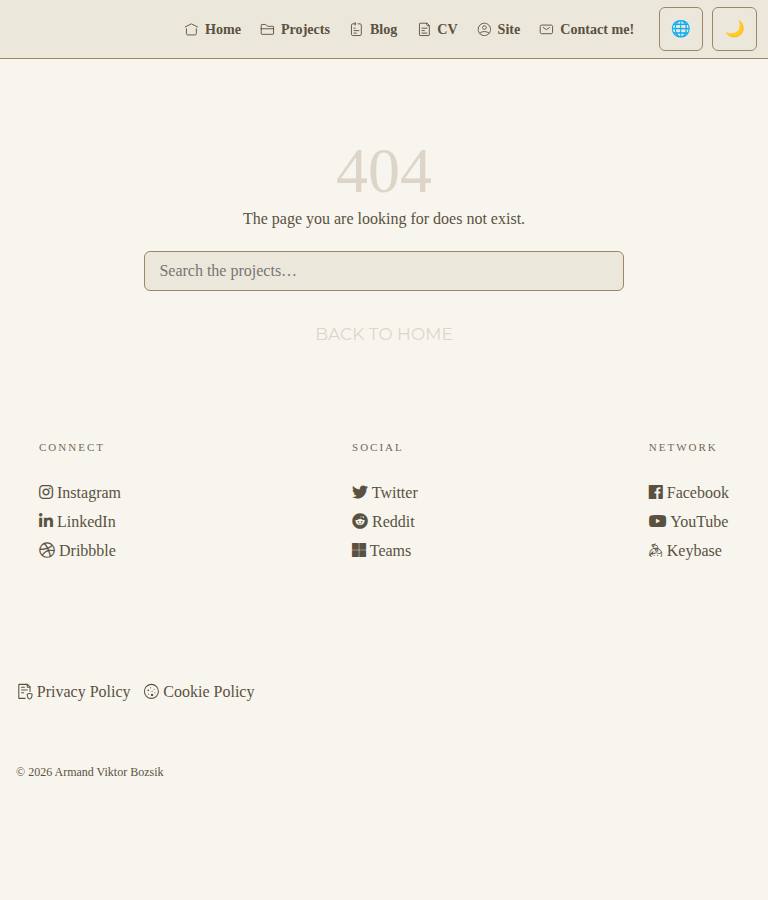 Home Projects Blog CV Site Contact me!
404
The page you are looking for does not exist.
Search the projects…
BACK TO HOME
CONNECT
Instagram
LinkedIn
Dribbble
SOCIAL
Twitter
Reddit
Teams
NETWORK
Facebook
YouTube
Keybase
Privacy Policy Cookie Policy
© 2026 Armand Viktor Bozsik